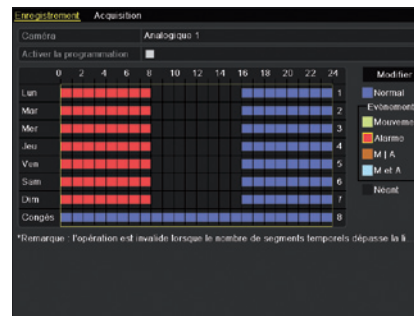 Enregistrement Acquisition
Caméra Analogique 1
Activer la programmation
0 2 4 6 8 10 12 14 16 18 20 22 24
Modifier
Lun 1
Normal
Evénement
Mar 2
Mouveme
Mer 3
Alarme
Jeu 4
M | A
Ven 5
M et A
Sam 6
Néant
Dim 7
Congés 8
*Remarque : l'opération est invalide lorsque le nombre de segments temporels dépasse la li...